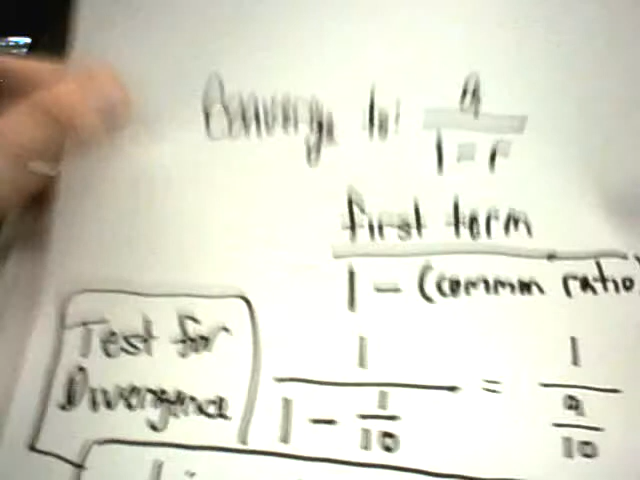 Converge to: a / 1 - r
first term / 1 - (common ratio)
Test for
Divergence
1 / 1 - 1/10 = 1 / 9/10